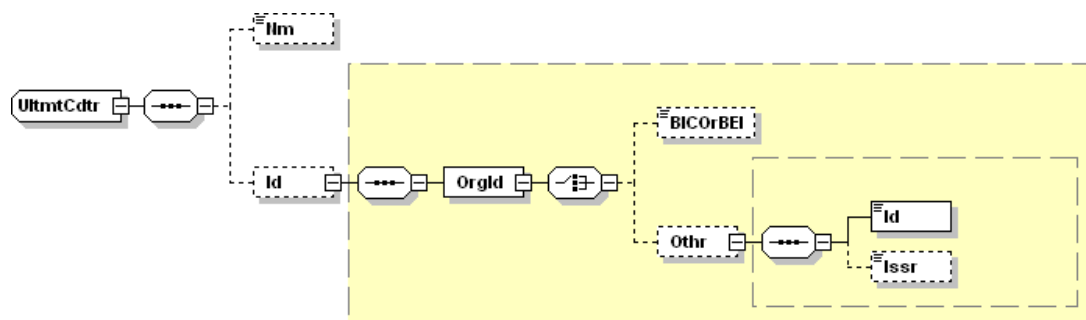 Nm
UltmtCdtr
Id
OrgId
BICOrBEI
Othr
Id
Issr